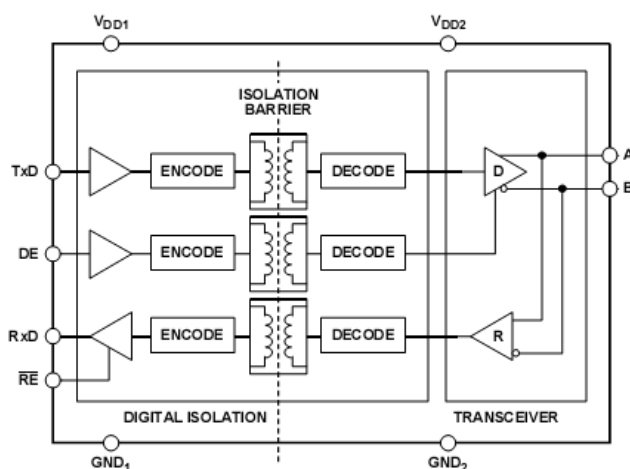 VDD1 VDD2
ISOLATION
BARRIER
TxD ENCODE DECODE D A
B
DE ENCODE DECODE
RxD ENCODE DECODE R
RE
DIGITAL ISOLATION TRANSCEIVER
GND1 GND2